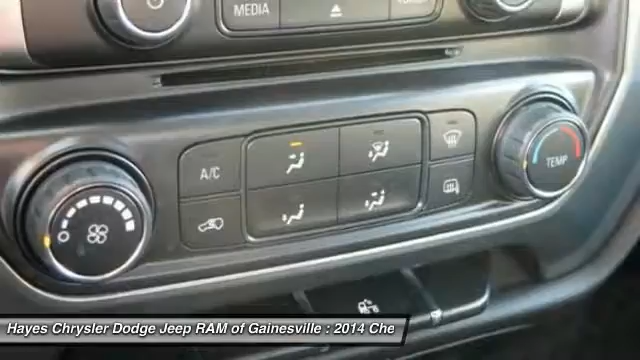 MEDIA
A/C
TEMP
Hayes Chrysler Dodge Jeep RAM of Gainesville : 2014 Che